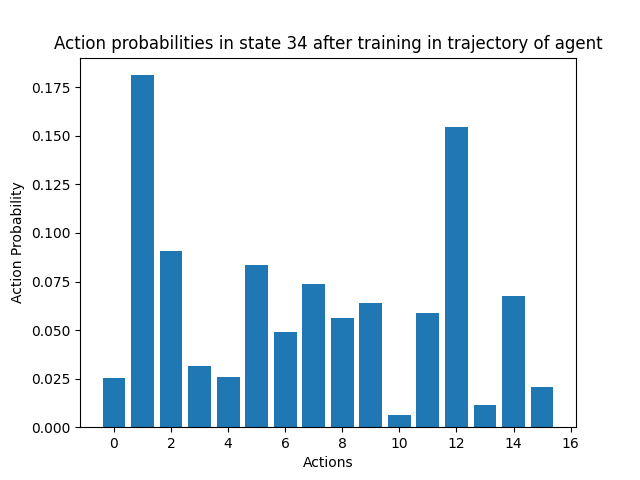 Action probabilities in state 34 after training in trajectory of agent
0.175
0.150
0.125
0.100
0.075
0.050
0.025
0.000
Action Probability
0 2 4 6 8 10 12 14 16
Actions